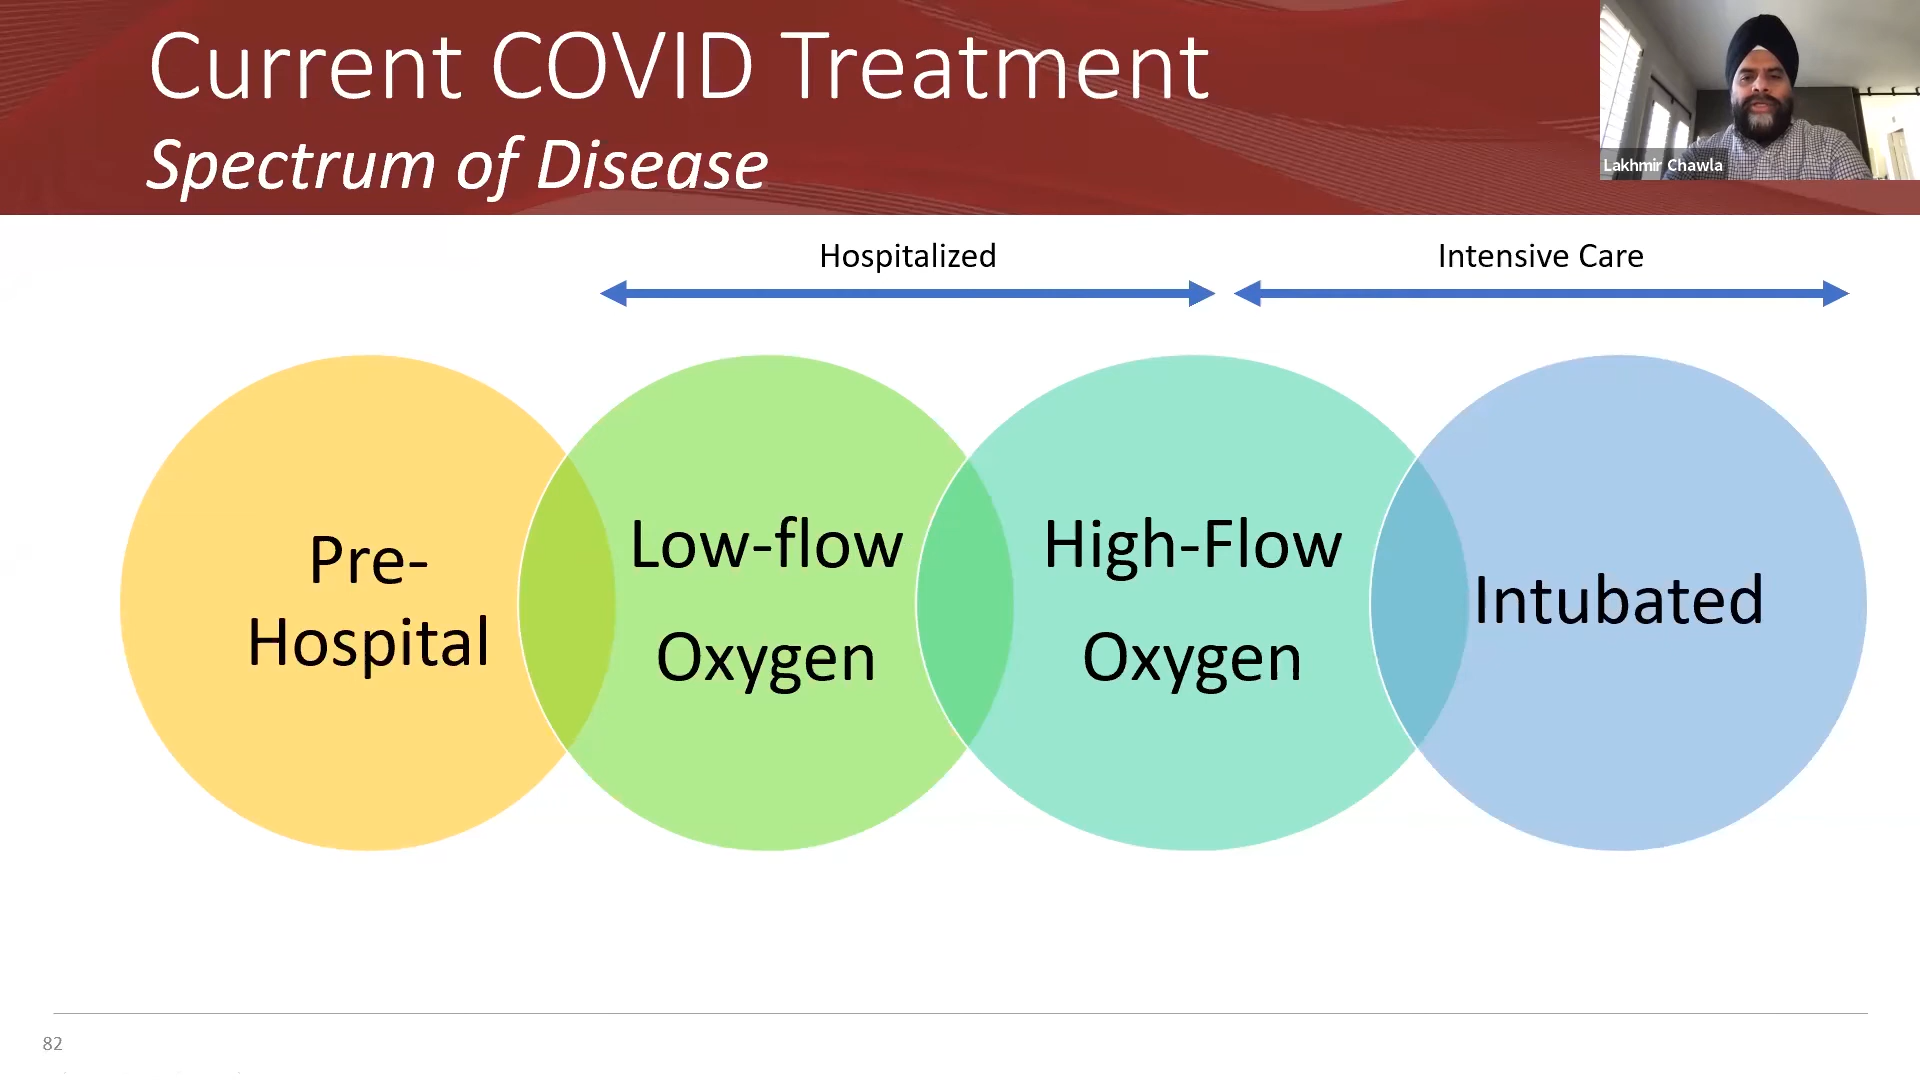 Current COVID Treatment
Spectrum of Disease
Lakhmir Chawla
Hospitalized
Intensive Care
Pre-
Hospital
Low-flow
Oxygen
High-Flow
Oxygen
Intubated
82